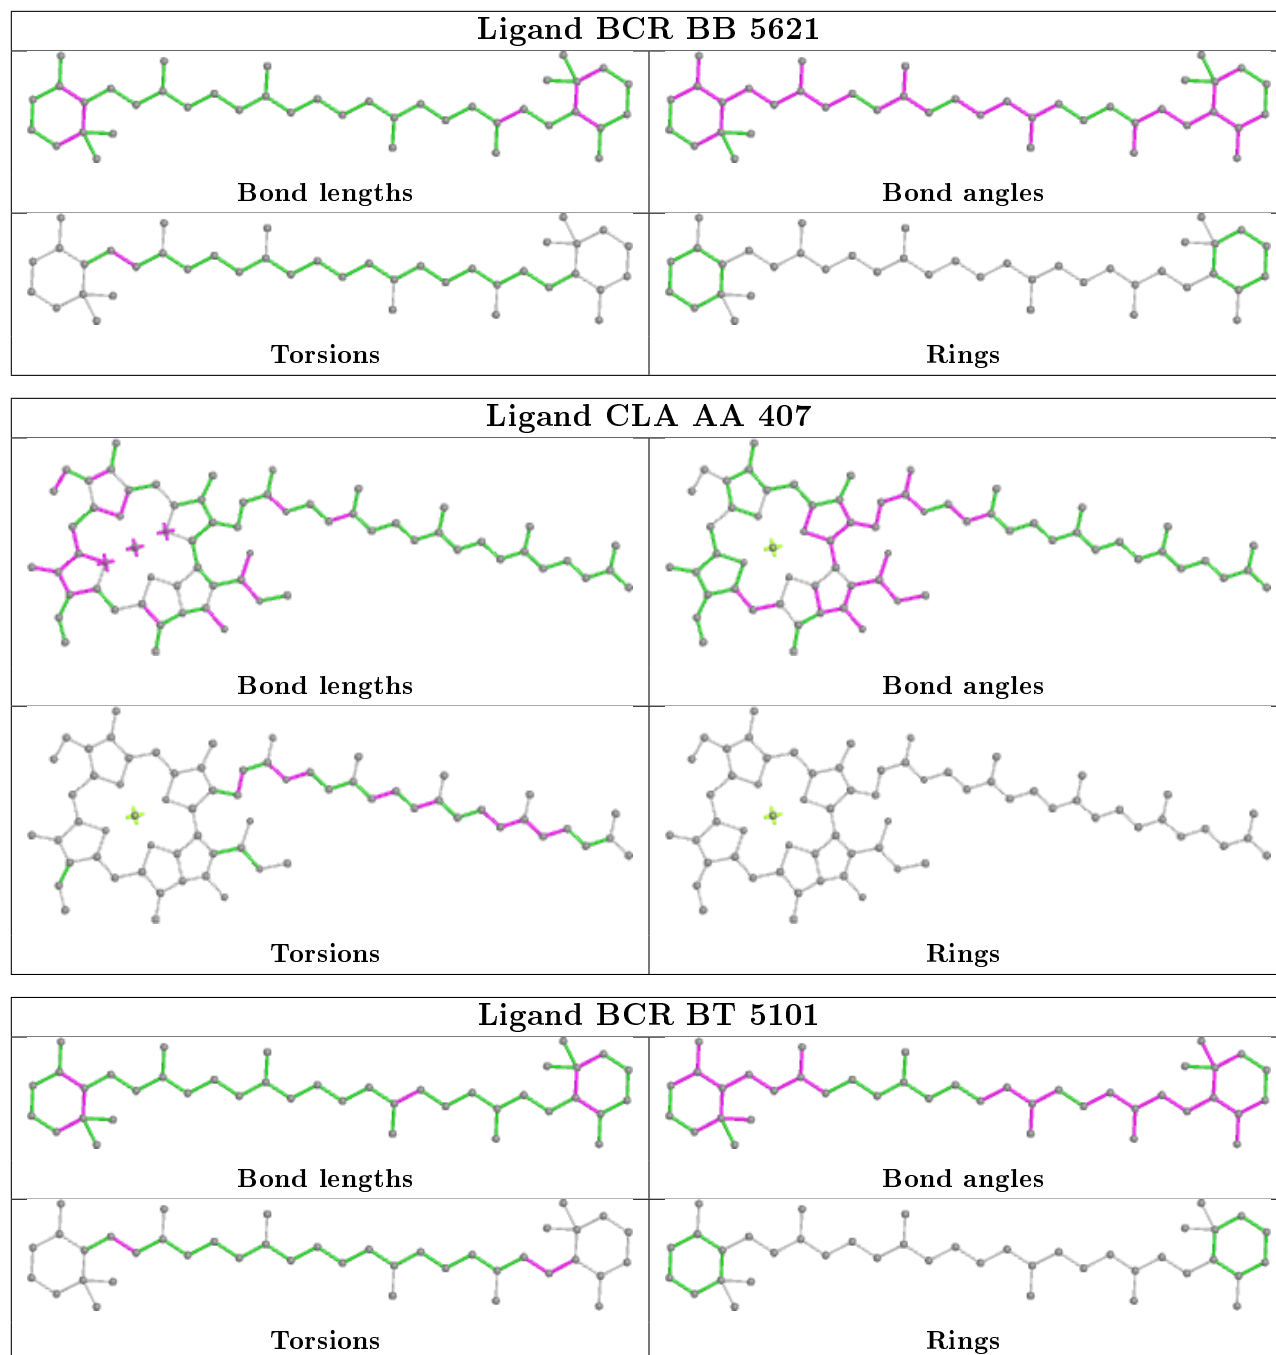 Ligand BCR BB 5621
Bond lengths
Bond angles
Torsions
Rings
Ligand CLA AA 407
Bond lengths
Bond angles
Torsions
Rings
Ligand BCR BT 5101
Bond lengths
Bond angles
Torsions
Rings